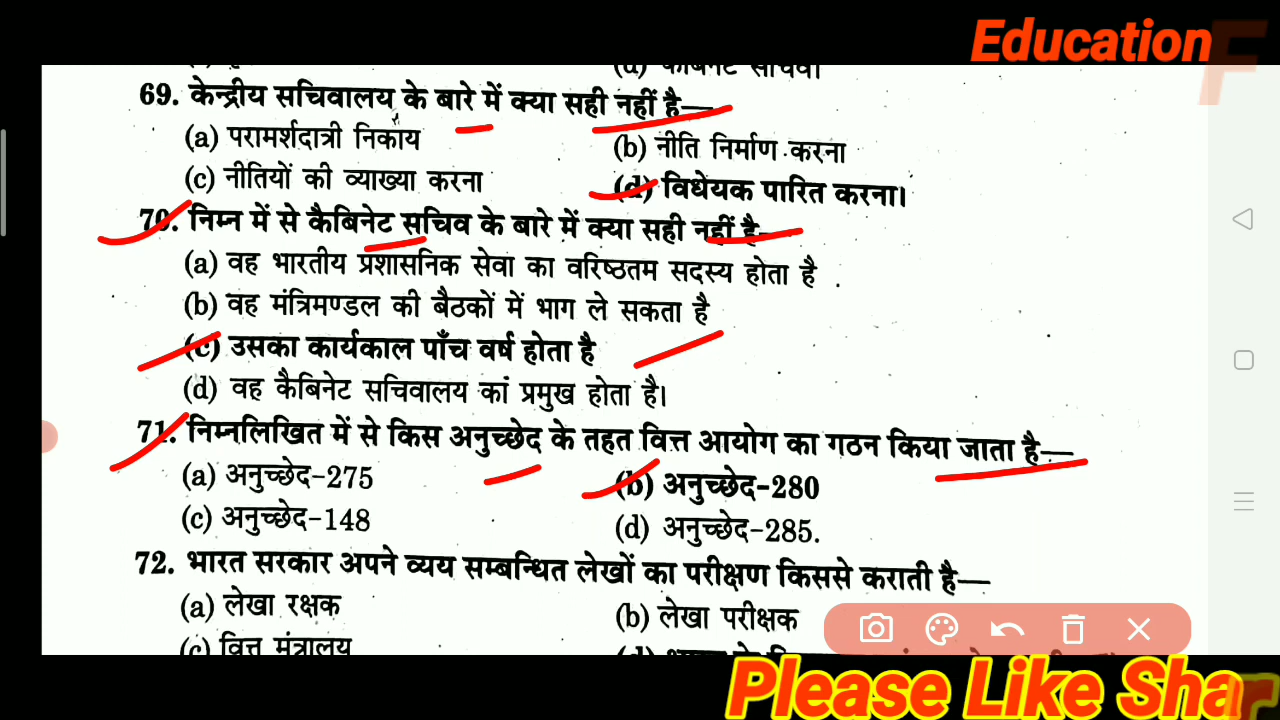 Education
F
(d) कैबिनेट सचिव।
69. केन्द्रीय सचिवालय के बारे में क्या सही नहीं है—
(a) परामर्शदात्री निकाय (b) नीति निर्माण करना
(c) नीतियों की व्याख्या करना (d) विधेयक पारित करना।
70. निम्न में से कैबिनेट सचिव के बारे में क्या सही नहीं है—
(a) वह भारतीय प्रशासनिक सेवा का वरिष्ठतम सदस्य होता है
(b) वह मंत्रिमण्डल की बैठकों में भाग ले सकता है
(c) उसका कार्यकाल पाँच वर्ष होता है
(d) वह कैबिनेट सचिवालय का प्रमुख होता है।
71. निम्नलिखित में से किस अनुच्छेद के तहत वित्त आयोग का गठन किया जाता है—
(a) अनुच्छेद-275 (b) अनुच्छेद-280
(c) अनुच्छेद-148 (d) अनुच्छेद-285.
72. भारत सरकार अपने व्यय सम्बन्धित लेखों का परीक्षण किससे कराती है—
(a) लेखा रक्षक (b) लेखा परीक्षक
(c) वित्त मंत्रालय
Please Like Shar